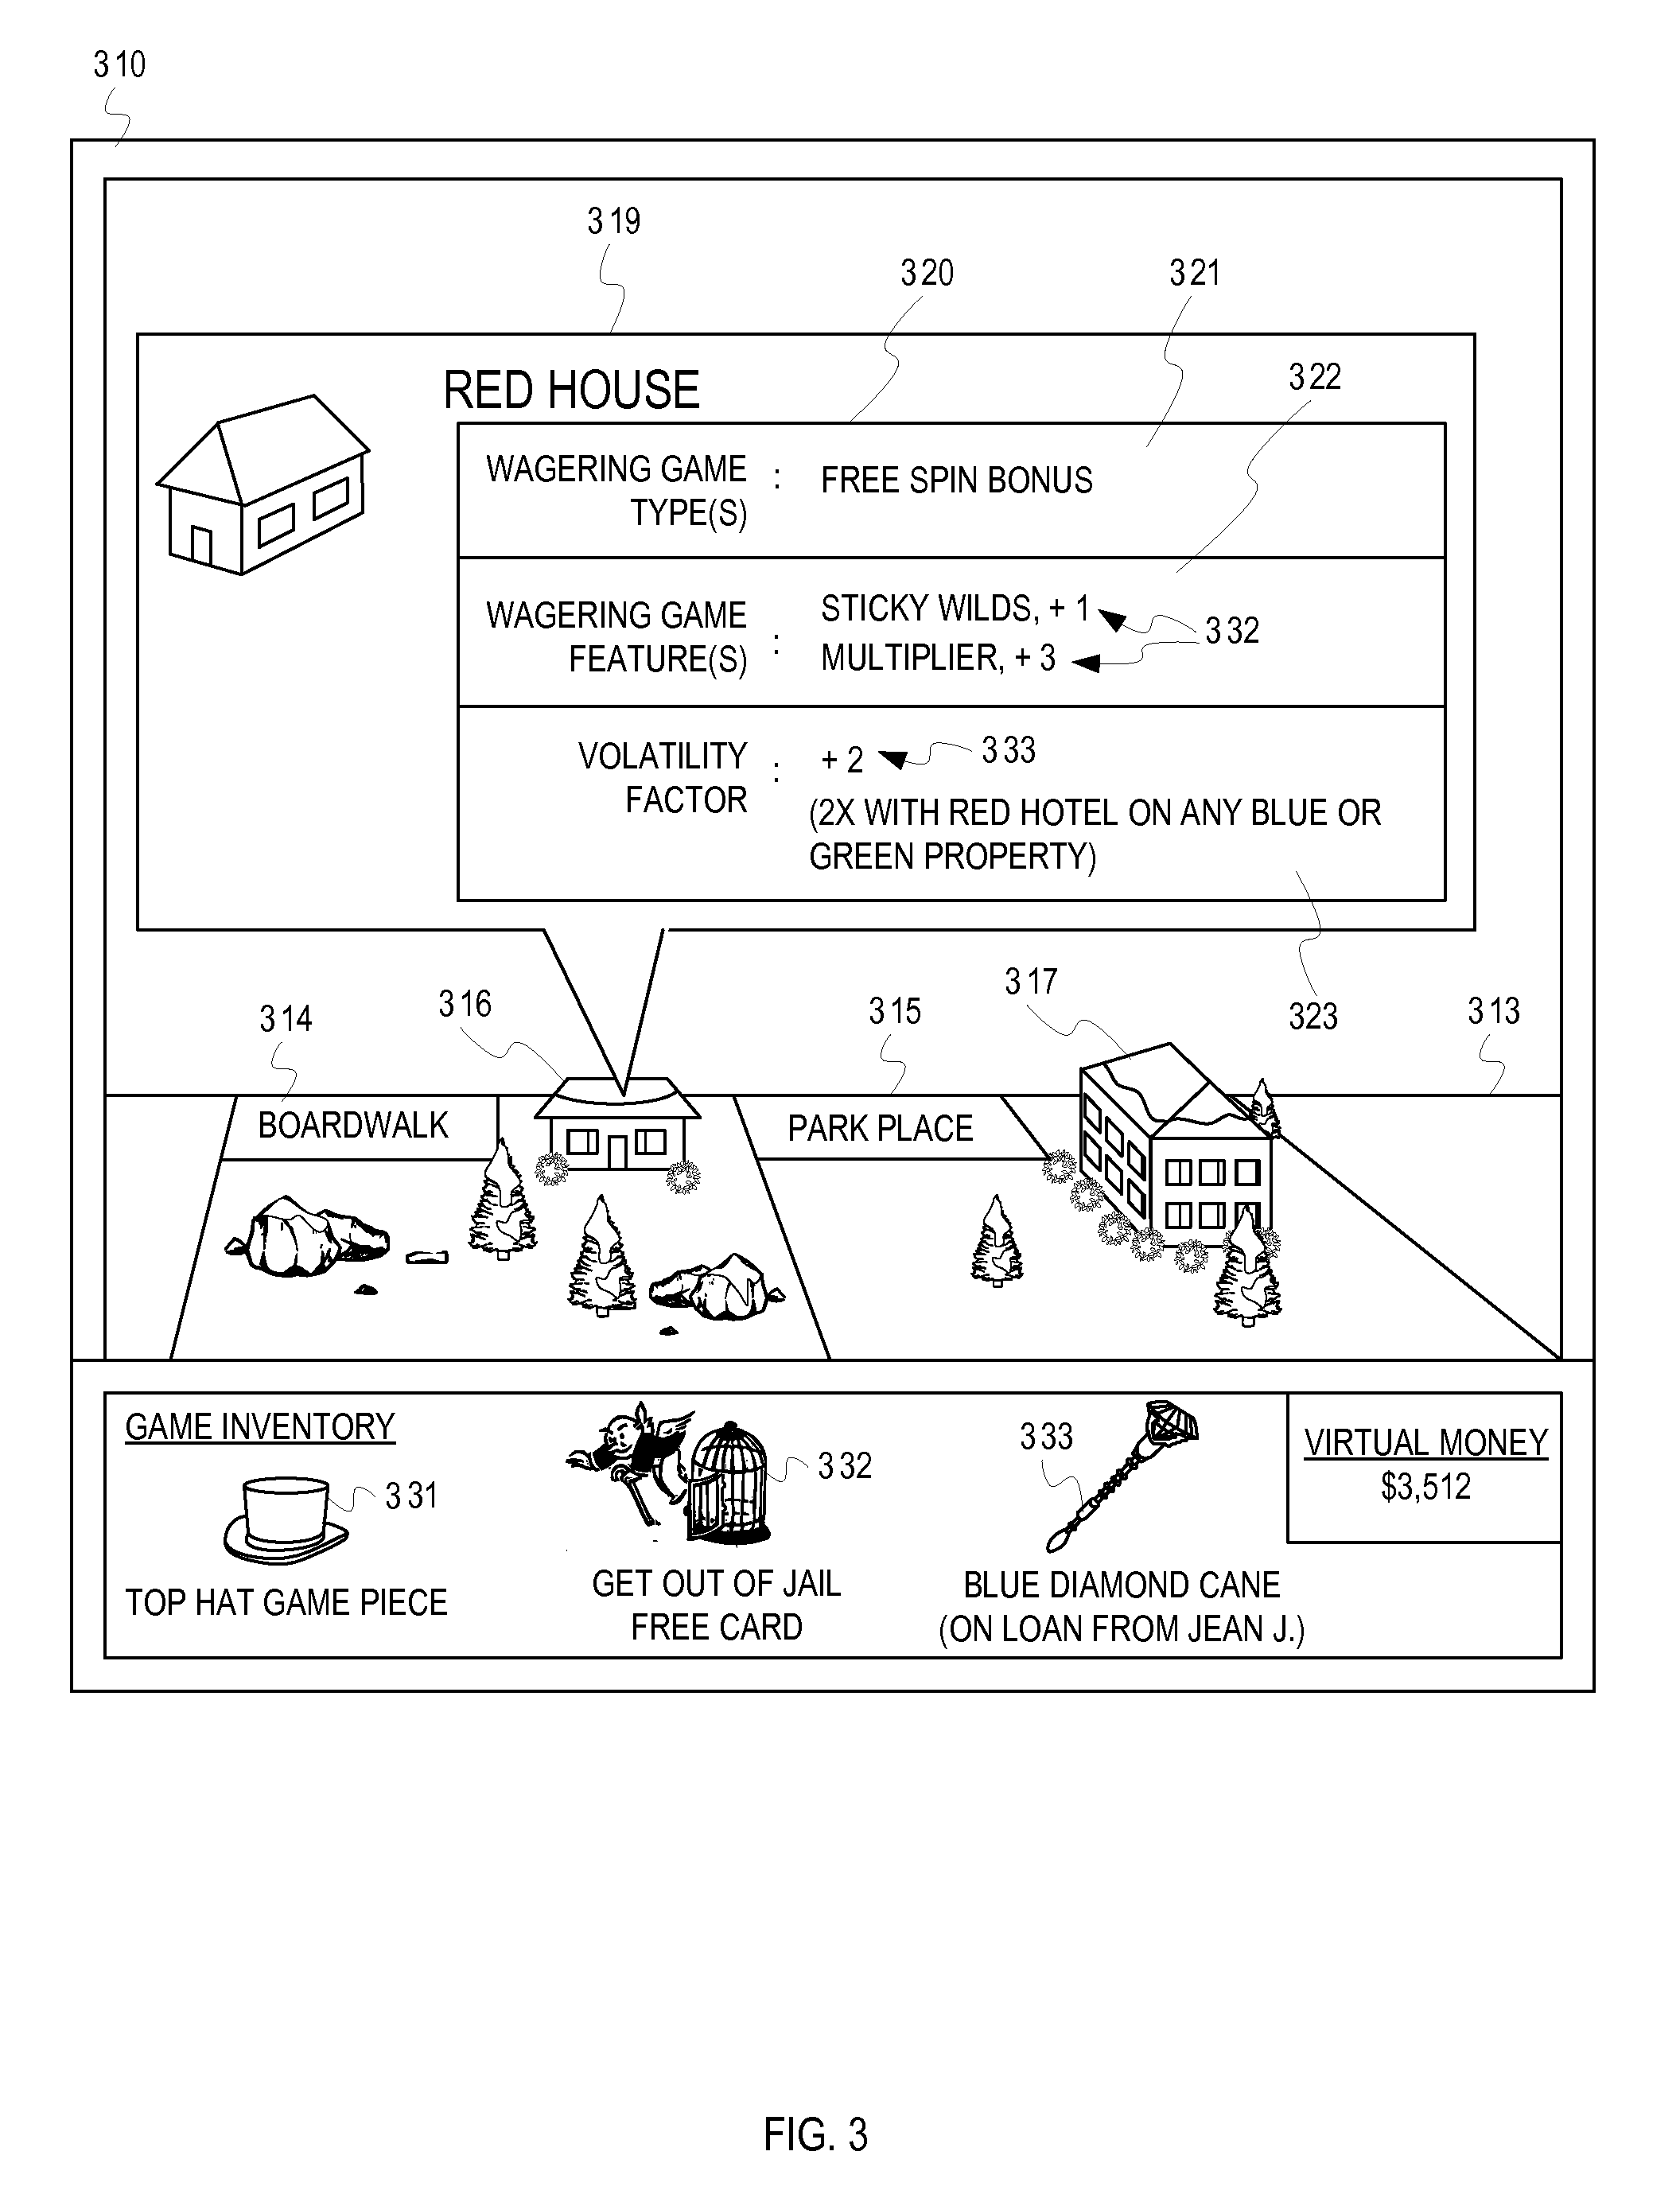 310
319
320
321
322
RED HOUSE
WAGERING GAME
TYPE(S)
:
FREE SPIN BONUS
WAGERING GAME
FEATURE(S)
:
STICKY WILDS, + 1
MULTIPLIER, + 3
332
VOLATILITY
FACTOR
:
+ 2
333
(2X WITH RED HOTEL ON ANY BLUE OR
GREEN PROPERTY)
314
316
315
317
323
313
BOARDWALK
PARK PLACE
GAME INVENTORY
331
TOP HAT GAME PIECE
332
GET OUT OF JAIL
FREE CARD
333
BLUE DIAMOND CANE
(ON LOAN FROM JEAN J.)
VIRTUAL MONEY
$3,512
FIG. 3